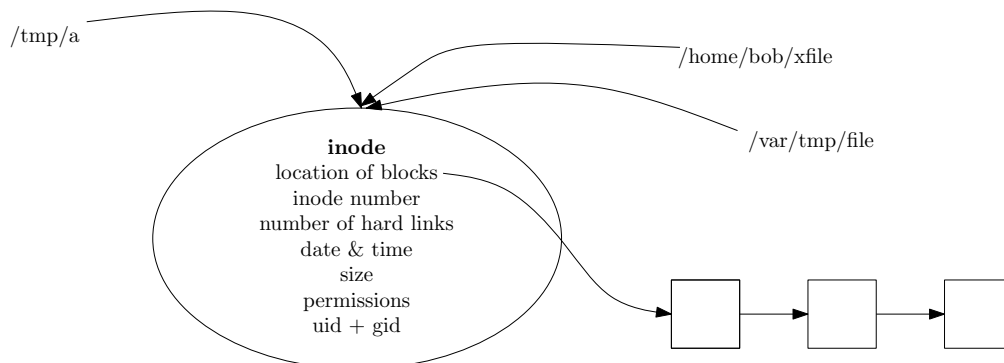 /tmp/a
/home/bob/xfile
/var/tmp/file
inode
location of blocks
inode number
number of hard links
date & time
size
permissions
uid + gid